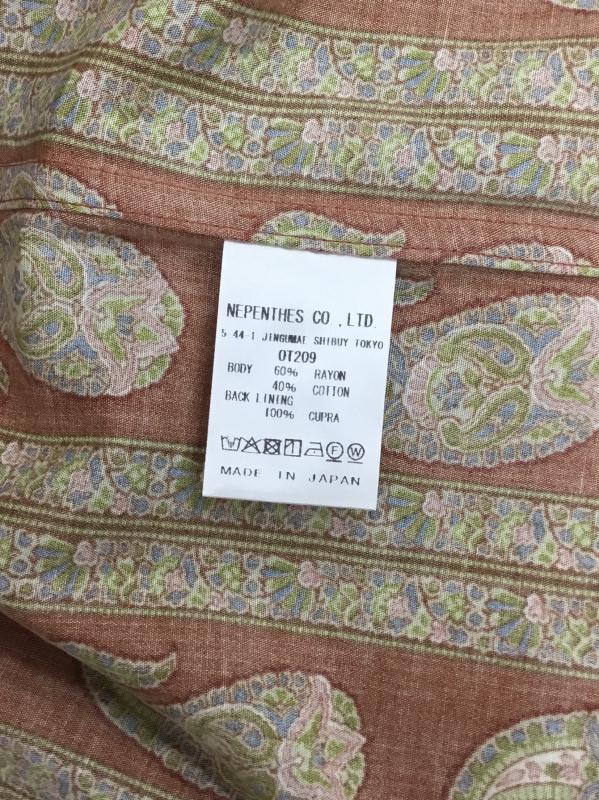 NEPENTHES CO.,LTD.
5-44-1 JINGUMAE SHIBUY TOKYO
OT209
BODY 60% RAYON
40% COTTON
BACK LINING
100% CUPRA
F W
MADE IN JAPAN